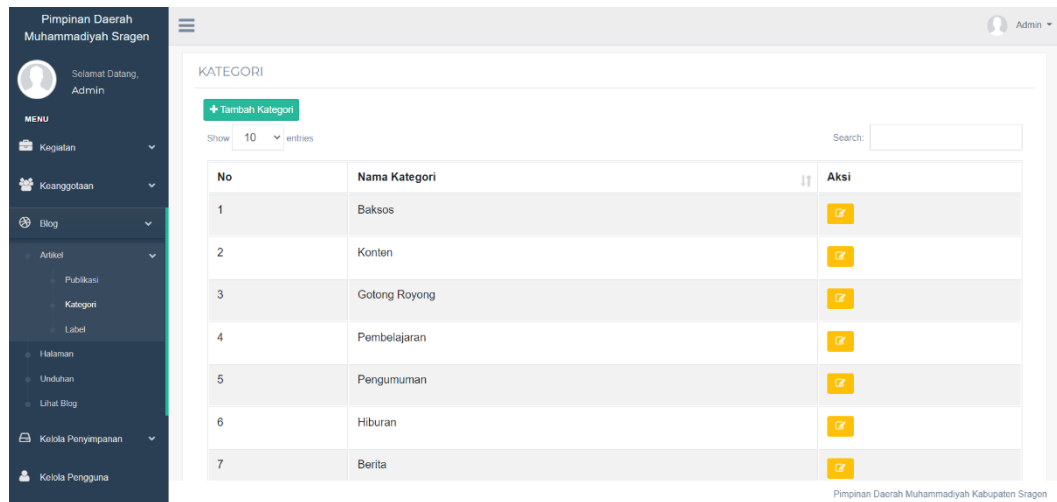 Pimpinan Daerah
Muhammadiyah Sragen
Selamat Datang,
Admin
MENU
Kegiatan
Keanggotaan
Blog
Artikel
Publikasi
Kategori
Label
Halaman
Unduhan
Lihat Blog
Kelola Penyimpanan
Kelola Pengguna
Admin
KATEGORI
+ Tambah Kategori
Show 10 entries
Search:
No Nama Kategori Aksi
1 Baksos
2 Konten
3 Gotong Royong
4 Pembelajaran
5 Pengumuman
6 Hiburan
7 Berita
Pimpinan Daerah Muhammadiyah Kabupaten Sragen